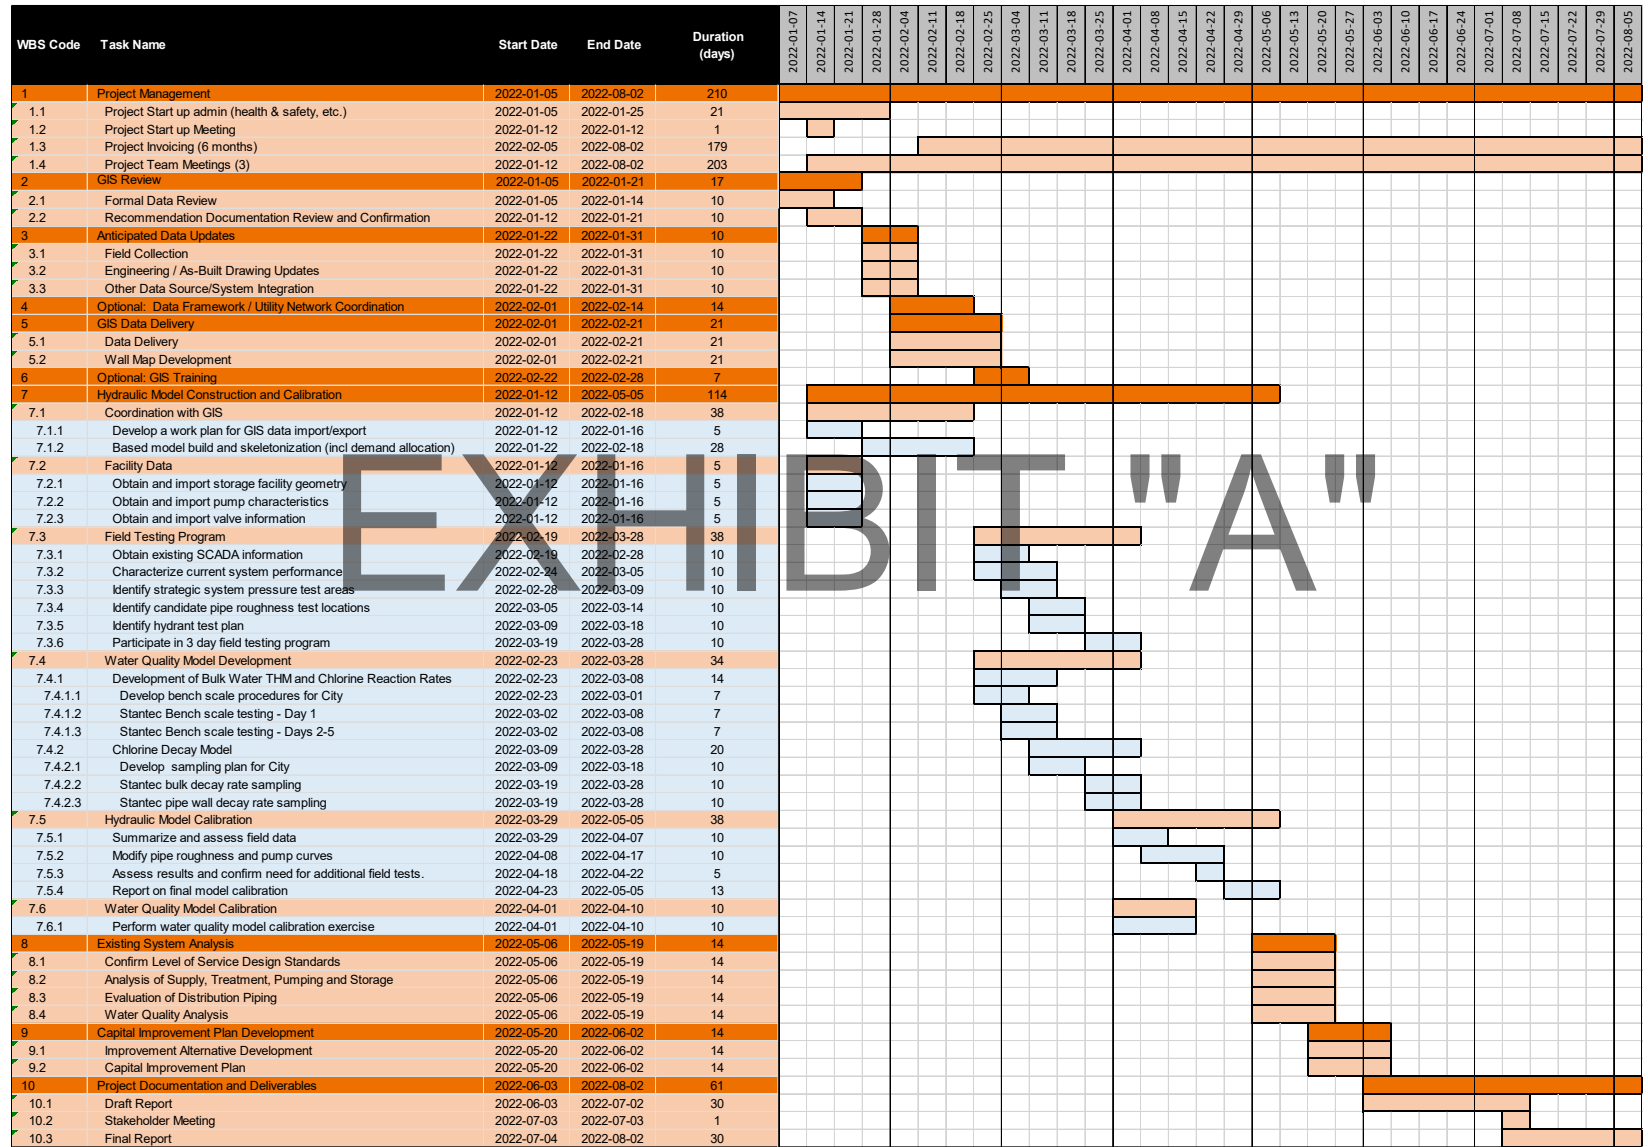 WBS Code Task Name Start Date End Date Duration (days) 2022-01-07 2022-01-14 2022-01-21 2022-01-28 2022-02-04 2022-02-11 2022-02-18 2022-02-25 2022-03-04 2022-03-11 2022-03-18 2022-03-25 2022-04-01 2022-04-08 2022-04-15 2022-04-22 2022-04-29 2022-05-06 2022-05-13 2022-05-20 2022-05-27 2022-06-03 2022-06-10 2022-06-17 2022-06-24 2022-07-01 2022-07-08 2022-07-15 2022-07-22 2022-07-29 2022-08-05
1 Project Management 2022-01-05 2022-08-02 210
1.1 Project Start up admin (health & safety, etc.) 2022-01-05 2022-01-25 21
1.2 Project Start up Meeting 2022-01-12 2022-01-12 1
1.3 Project Invoicing (6 months) 2022-02-05 2022-08-02 179
1.4 Project Team Meetings (3) 2022-01-12 2022-08-02 203
2 GIS Review 2022-01-05 2022-01-21 17
2.1 Formal Data Review 2022-01-05 2022-01-14 10
2.2 Recommendation Documentation Review and Confirmation 2022-01-12 2022-01-21 10
3 Anticipated Data Updates 2022-01-22 2022-01-31 10
3.1 Field Collection 2022-01-22 2022-01-31 10
3.2 Engineering / As-Built Drawing Updates 2022-01-22 2022-01-31 10
3.3 Other Data Source/System Integration 2022-01-22 2022-01-31 10
4 Optional: Data Framework / Utility Network Coordination 2022-02-01 2022-02-14 14
5 GIS Data Delivery 2022-02-01 2022-02-21 21
5.1 Data Delivery 2022-02-01 2022-02-21 21
5.2 Wall Map Development 2022-02-01 2022-02-21 21
6 Optional: GIS Training 2022-02-22 2022-02-28 7
7 Hydraulic Model Construction and Calibration 2022-01-12 2022-05-05 114
7.1 Coordination with GIS 2022-01-12 2022-02-18 38
7.1.1 Develop a work plan for GIS data import/export 2022-01-12 2022-01-16 5
7.1.2 Based model build and skeletonization (incl demand allocation) 2022-01-22 2022-02-18 28
7.2 Facility Data 2022-01-12 2022-01-16 5
7.2.1 Obtain and import storage facility geometry 2022-01-12 2022-01-16 5
7.2.2 Obtain and import pump characteristics 2022-01-12 2022-01-16 5
7.2.3 Obtain and import valve information 2022-01-12 2022-01-16 5
EXHIBIT "A"
7.3 Field Testing Program 2022-02-19 2022-03-28 38
7.3.1 Obtain existing SCADA information 2022-02-19 2022-02-28 10
7.3.2 Characterize current system performance 2022-02-24 2022-03-05 10
7.3.3 Identify strategic system pressure test areas 2022-02-28 2022-03-09 10
7.3.4 Identify candidate pipe roughness test locations 2022-03-05 2022-03-14 10
7.3.5 Identify hydrant test plan 2022-03-09 2022-03-18 10
7.3.6 Participate in 3 day field testing program 2022-03-19 2022-03-28 10
7.4 Water Quality Model Development 2022-02-23 2022-03-28 34
7.4.1 Development of Bulk Water THM and Chlorine Reaction Rates 2022-02-23 2022-03-08 14
7.4.1.1 Develop bench scale procedures for City 2022-02-23 2022-03-01 7
7.4.1.2 Stantec Bench scale testing - Day 1 2022-03-02 2022-03-08 7
7.4.1.3 Stantec Bench scale testing - Days 2-5 2022-03-02 2022-03-08 7
7.4.2 Chlorine Decay Model 2022-03-09 2022-03-28 20
7.4.2.1 Develop sampling plan for City 2022-03-09 2022-03-18 10
7.4.2.2 Stantec bulk decay rate sampling 2022-03-19 2022-03-28 10
7.4.2.3 Stantec pipe wall decay rate sampling 2022-03-19 2022-03-28 10
7.5 Hydraulic Model Calibration 2022-03-29 2022-05-05 38
7.5.1 Summarize and assess field data 2022-03-29 2022-04-07 10
7.5.2 Modify pipe roughness and pump curves 2022-04-08 2022-04-17 10
7.5.3 Assess results and confirm need for additional field tests. 2022-04-18 2022-04-22 5
7.5.4 Report on final model calibration 2022-04-23 2022-05-05 13
7.6 Water Quality Model Calibration 2022-04-01 2022-04-10 10
7.6.1 Perform water quality model calibration exercise 2022-04-01 2022-04-10 10
8 Existing System Analysis 2022-05-06 2022-05-19 14
8.1 Confirm Level of Service Design Standards 2022-05-06 2022-05-19 14
8.2 Analysis of Supply, Treatment, Pumping and Storage 2022-05-06 2022-05-19 14
8.3 Evaluation of Distribution Piping 2022-05-06 2022-05-19 14
8.4 Water Quality Analysis 2022-05-06 2022-05-19 14
9 Capital Improvement Plan Development 2022-05-20 2022-06-02 14
9.1 Improvement Alternative Development 2022-05-20 2022-06-02 14
9.2 Capital Improvement Plan 2022-05-20 2022-06-02 14
10 Project Documentation and Deliverables 2022-06-03 2022-08-02 61
10.1 Draft Report 2022-06-03 2022-07-02 30
10.2 Stakeholder Meeting 2022-07-03 2022-07-03 1
10.3 Final Report 2022-07-04 2022-08-02 30